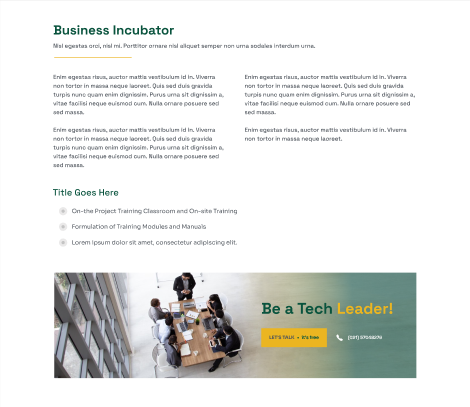 Business Incubator
Nisl egestas orci, nisl mi. Porttitor ornare nisl aliquet semper non urna sodales interdum urna.
Enim egestas risus, auctor mattis vestibulum id in. Viverra
non tortor in massa neque laoreet. Quis sed duis gravida
turpis nunc quam enim dignissim. Purus urna sit dignissim a,
vitae facilisi neque euismod cum. Nulla ornare posuere sed
sed massa.
Enim egestas risus, auctor mattis vestibulum id in. Viverra
non tortor in massa neque laoreet. Quis sed duis gravida
turpis nunc quam enim dignissim. Purus urna sit dignissim a,
vitae facilisi neque euismod cum. Nulla ornare posuere sed
sed massa.
Enim egestas risus, auctor mattis vestibulum id in. Viverra
non tortor in massa neque laoreet. Quis sed duis gravida
turpis nunc quam enim dignissim. Purus urna sit dignissim a,
vitae facilisi neque euismod cum. Nulla ornare posuere sed
sed massa.
Enim egestas risus, auctor mattis vestibulum id in. Viverra
non tortor in massa neque laoreet.
Title Goes Here
On-the Project Training Classroom and On-site Training
Formulation of Training Modules and Manuals
Lorem ipsum dolor sit amet, consectetur adipiscing elit.
Be a Tech Leader!
LET'S TALK • It's free